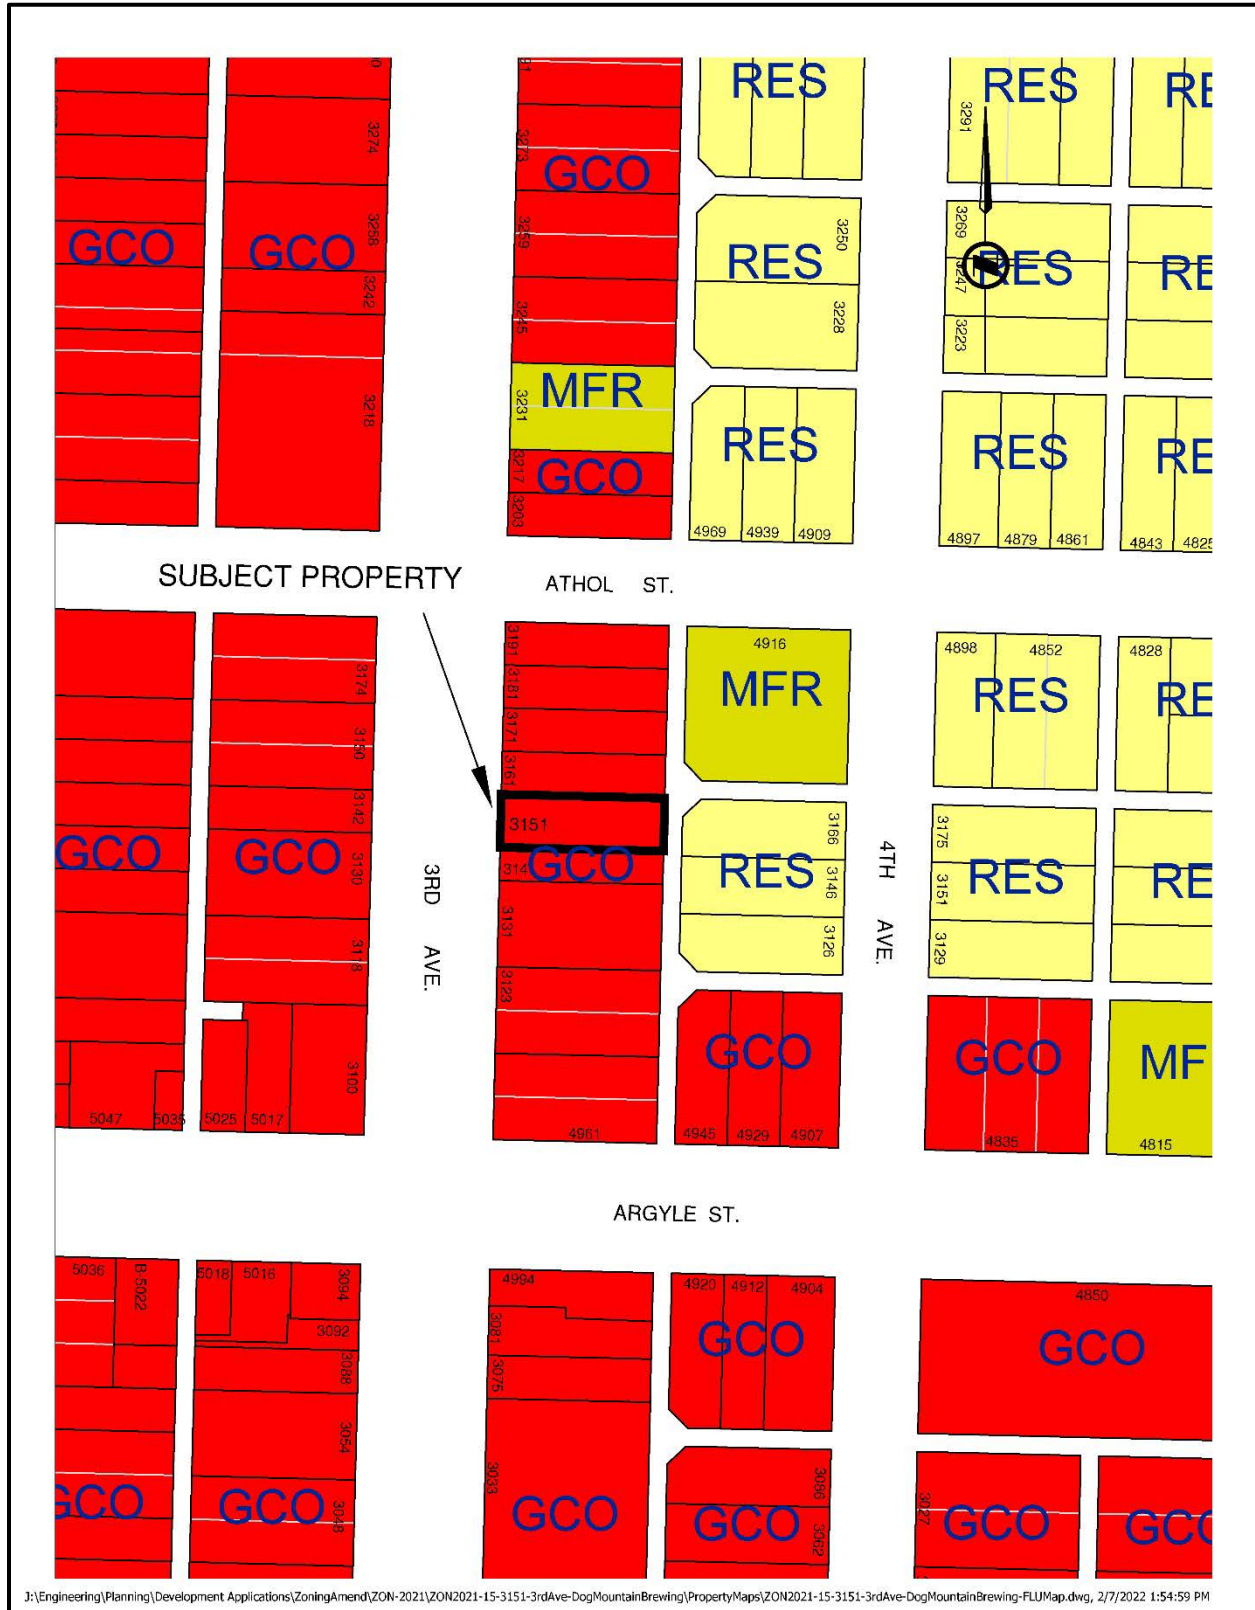 RES
RES
RE
3291
3274
3273
GCO
3258
3259
3250
3269
GCO
GCO
RES
RES
RE
3242
3247
3245
3228
3223
MFR
3231
3218
RES
RES
RE
3217
GCO
3203
4969 4939 4909
4897 4879 4861
4843
SUBJECT PROPERTY
ATHOL ST.
3191
4916
4898 4852 4828
3174
3181
MFR
RES
RE
3171
3150
3161
3142
3151
3166
3175
GCO
GCO
3130
3RD AVE.
314
GCO
RES
3146
4TH AVE.
3151
RES
RE
3131
3126
3129
3118
3123
GCO
GCO
MF
3100
5047 5035 5025 5017
4961
4945 4929 4907
4835
4815
ARGYLE ST.
5036
B-5022
5018 5016
3094
4994
4920 4912 4904
4850
3092
3081
GCO
GCO
3088
3075
3054
3033
3086
3027
GCO
GCO
3048
GCO
GCO
3062
GCO
GCO
J:\Engineering\Planning\Development Applications\ZoningAmend\ZON-2021\ZON2021-15-3151-3rdAve-DogMountainBrewing\PropertyMaps\ZON2021-15-3151-3rdAve-DogMountainBrewing-FLUMap.dwg, 2/7/2022 1:54:59 PM